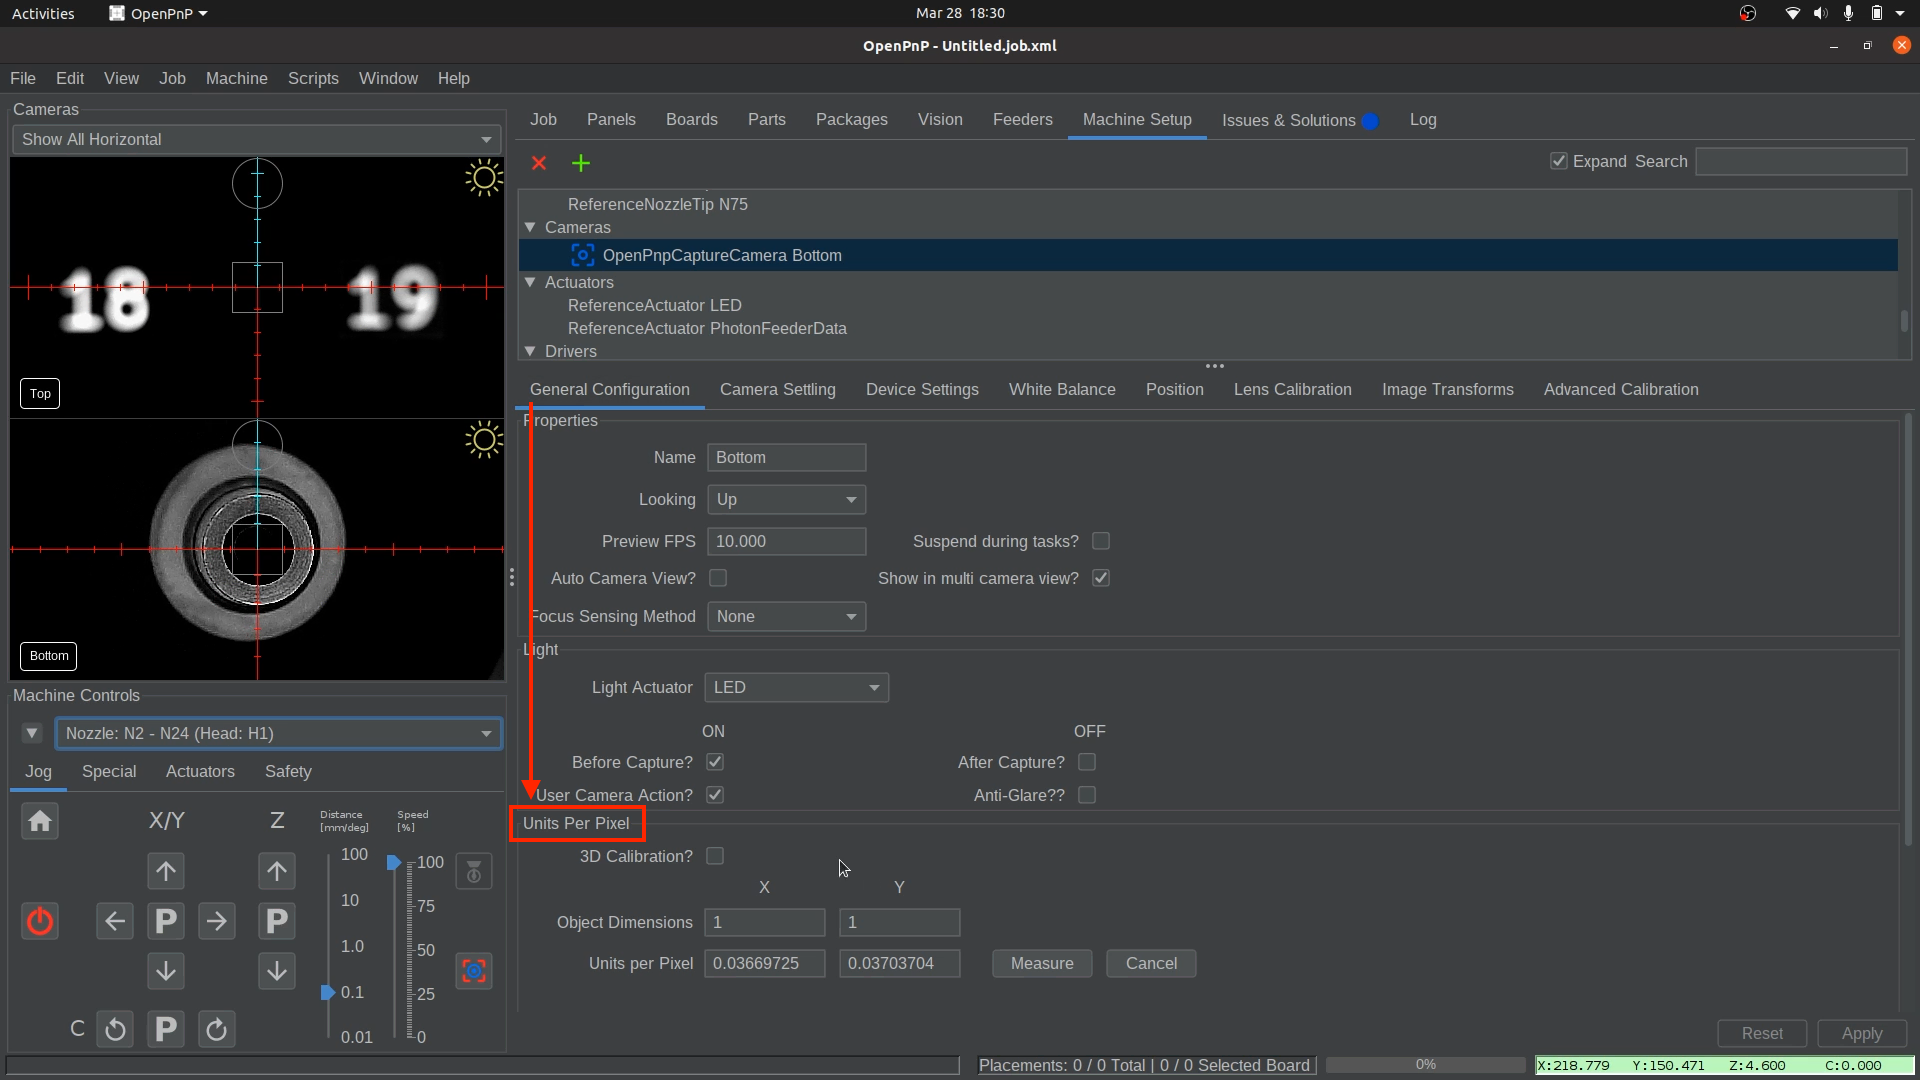 Activities OpenPnP Mar 28 18:30
OpenPnP - Untitled.job.xml
File Edit View Job Machine Scripts Window Help
Cameras
Show All Horizontal
18 19
Top
Bottom
Machine Controls
Nozzle: N2 - N24 (Head: H1)
Jog Special Actuators Safety
X/Y Z Distance [mm/deg] Speed [%]
100 100
10 75
P P
1.0 50
0.1 25
C P
0.01 0
Job Panels Boards Parts Packages Vision Feeders Machine Setup Issues & Solutions Log
Expand Search
ReferenceNozzleTip N75
Cameras
OpenPnpCaptureCamera Bottom
Actuators
ReferenceActuator LED
ReferenceActuator PhotonFeederData
Drivers
General Configuration Camera Settling Device Settings White Balance Position Lens Calibration Image Transforms Advanced Calibration
Properties
Name Bottom
Looking Up
Preview FPS 10.000 Suspend during tasks?
Auto Camera View? Show in multi camera view?
Focus Sensing Method None
Light
Light Actuator LED
ON OFF
Before Capture? After Capture?
User Camera Action? Anti-Glare??
Units Per Pixel
3D Calibration?
X Y
Object Dimensions 1 1
Units per Pixel 0.03669725 0.03703704 Measure Cancel
Reset Apply
Placements: 0 / 0 Total | 0 / 0 Selected Board 0% X:218.779 Y:150.471 Z:4.600 C:0.000